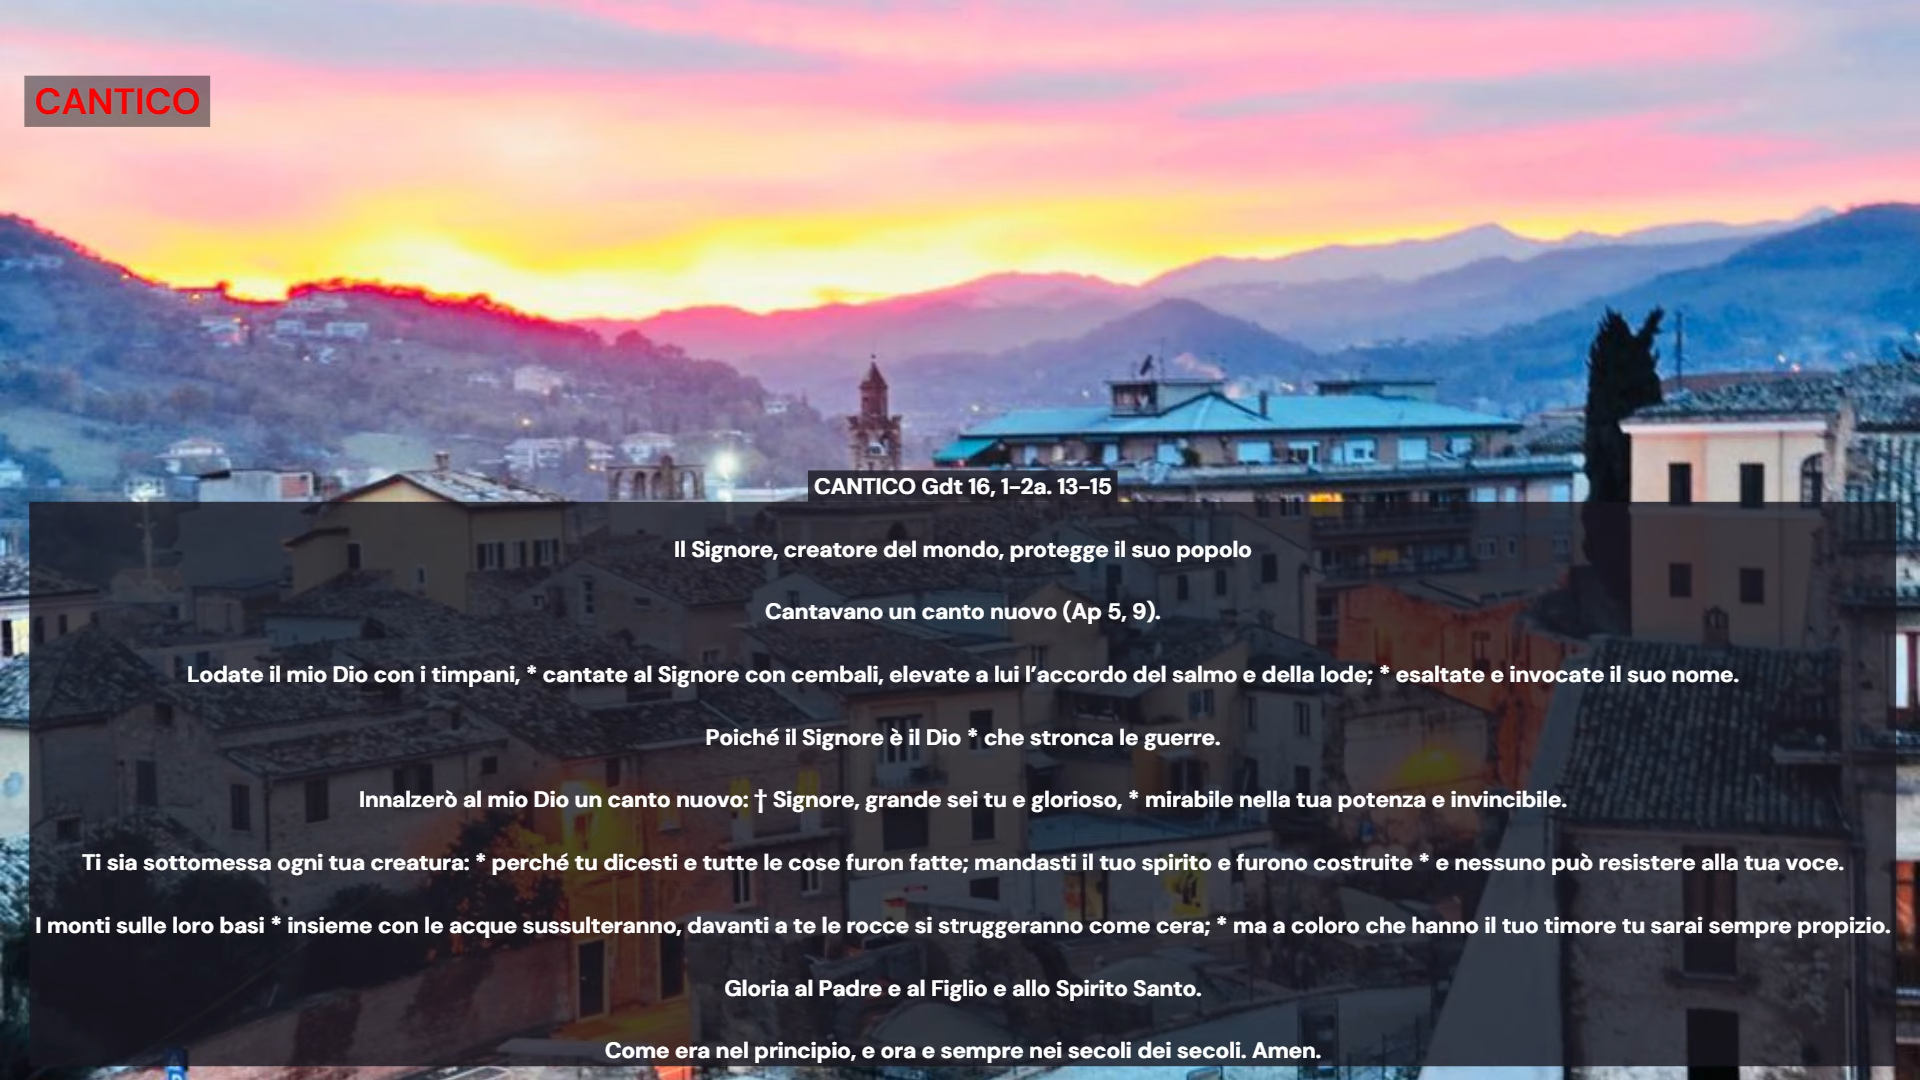 CANTICO
CANTICO Gdt 16, 1-2a. 13-15
Il Signore, creatore del mondo, protegge il suo popolo
Cantavano un canto nuovo (Ap 5, 9).
Lodate il mio Dio con i timpani, * cantate al Signore con cembali, elevate a lui l’accordo del salmo e della lode; * esaltate e invocate il suo nome.
Poiché il Signore è il Dio * che stronca le guerre.
Innalzerò al mio Dio un canto nuovo: † Signore, grande sei tu e glorioso, * mirabile nella tua potenza e invincibile.
Ti sia sottomessa ogni tua creatura: * perché tu dicesti e tutte le cose furon fatte; mandasti il tuo spirito e furono costruite * e nessuno può resistere alla tua voce.
I monti sulle loro basi * insieme con le acque sussulteranno, davanti a te le rocce si struggeranno come cera; * ma a coloro che hanno il tuo timore tu sarai sempre propizio.
Gloria al Padre e al Figlio e allo Spirito Santo.
Come era nel principio, e ora e sempre nei secoli dei secoli. Amen.